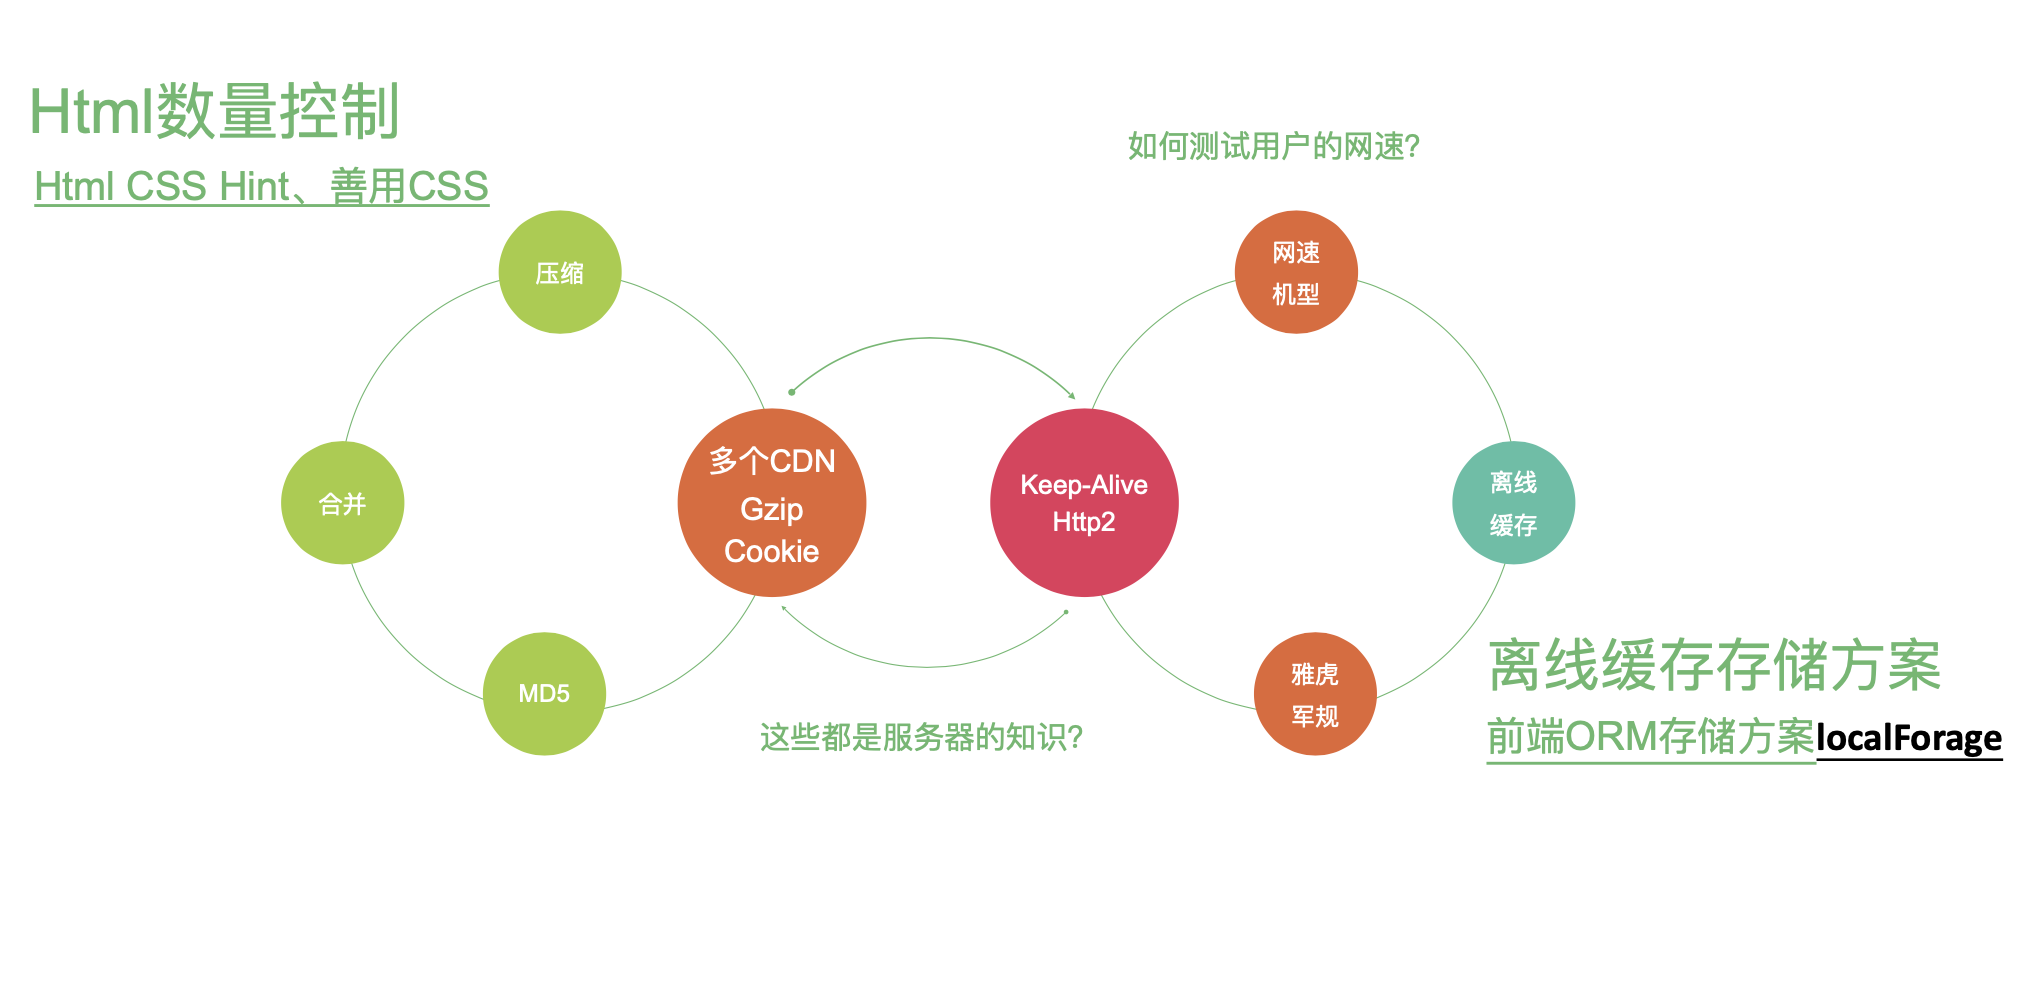 Html数量控制
Html CSS Hint、善用CSS
如何测试用户的网速?
压缩
网速
机型
合并
多个CDN
Gzip
Cookie
Keep-Alive
Http2
离线
缓存
MD5
雅虎
军规
这些都是服务器的知识?
离线缓存存储方案
前端ORM存储方案localForage